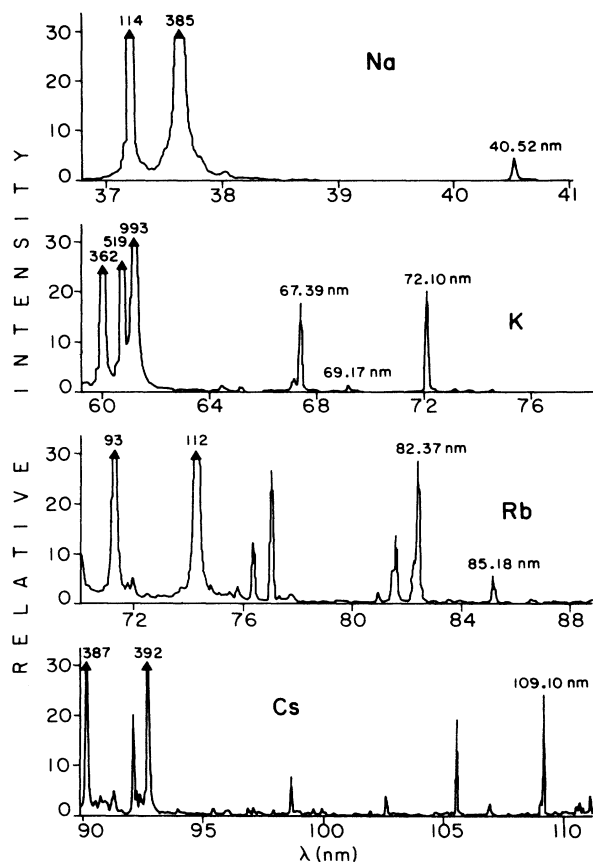 RELATIVE INTENSITY
114 385
30
Na
20
10
40.52 nm
0
37 38 39 40 41
993
519
362
30
20
67.39 nm 72.10 nm
K
10
69.17 nm
0
60 64 68 72 76
93 112
82.37 nm
30
20
Rb
10
85.18 nm
0
72 76 80 84 88
387 392
30
109.10 nm
Cs
20
10
0
90 95 100 105 110
λ (nm)